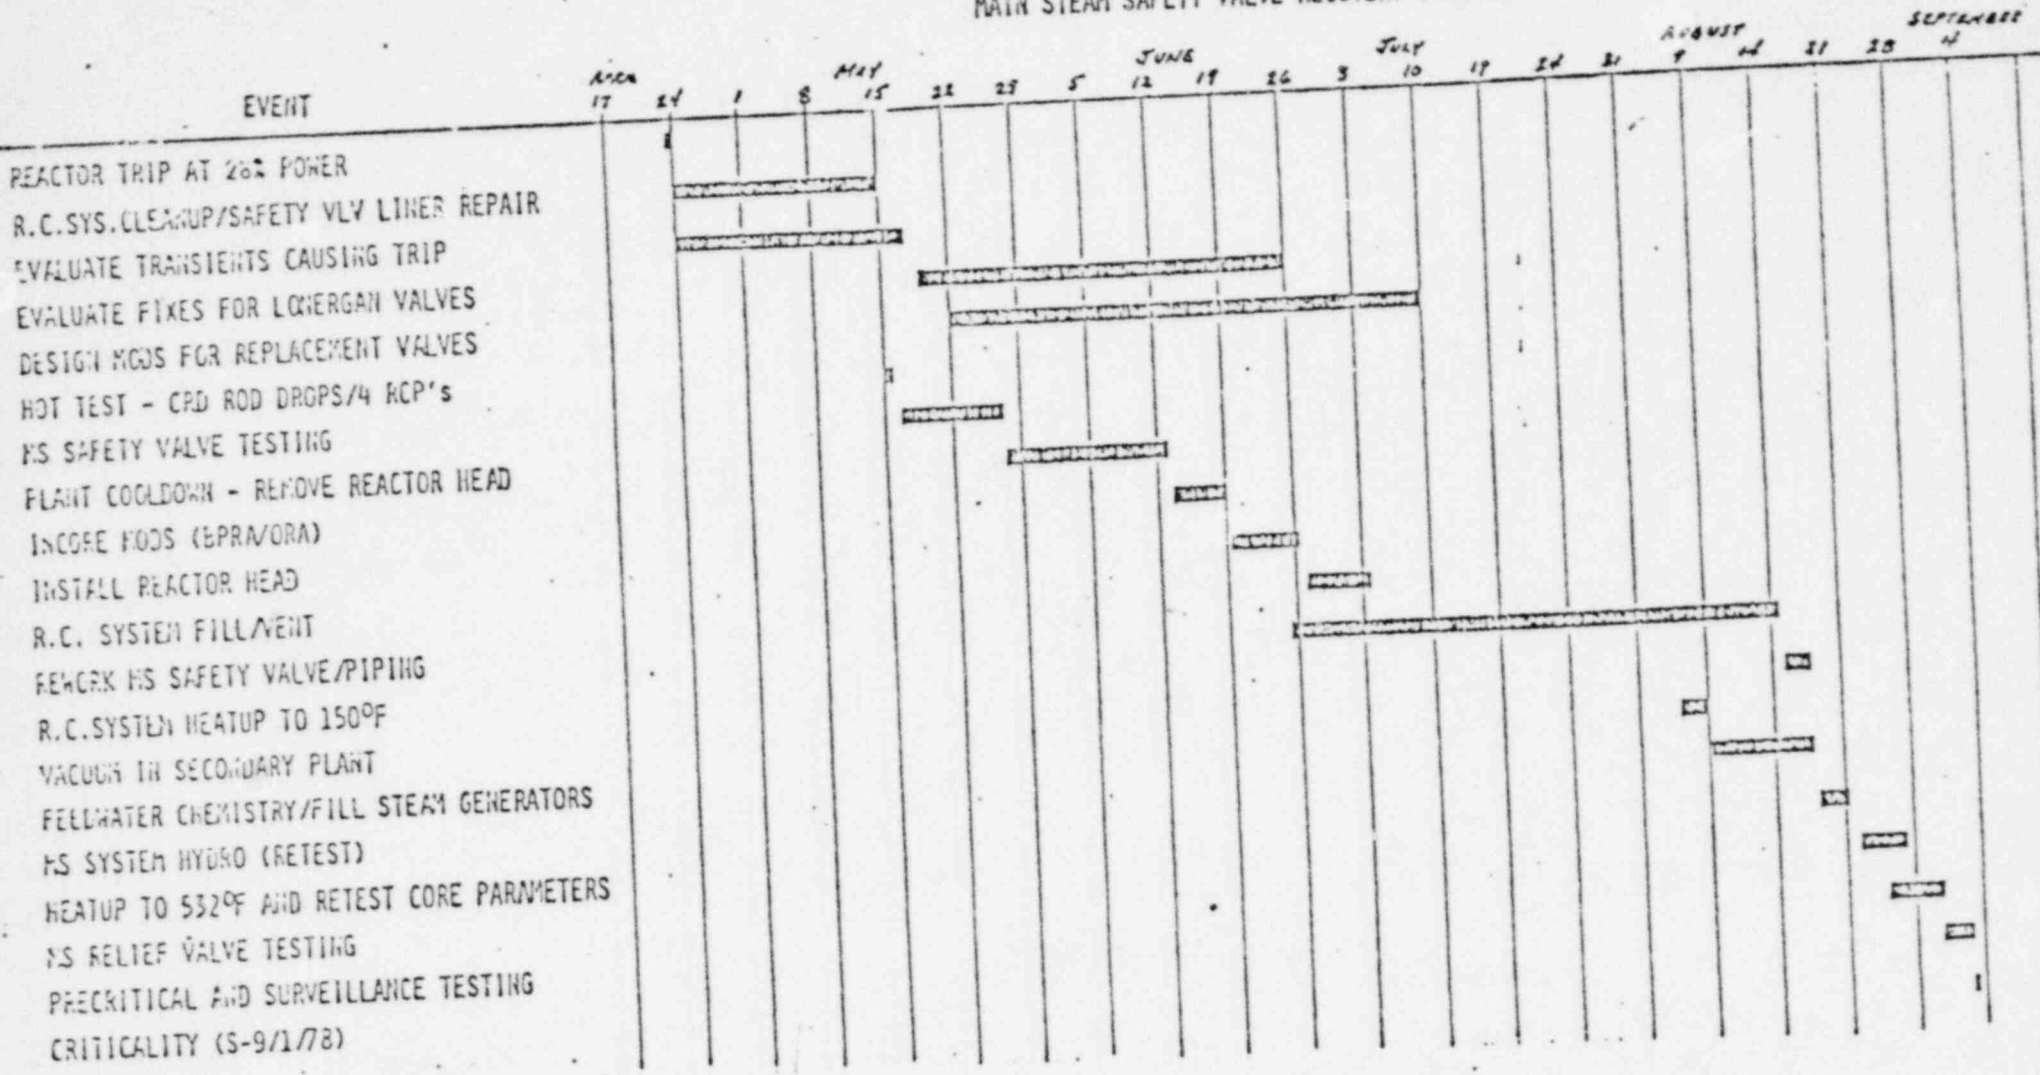 MAIN STEAM SAFETY VALVE
MAY JUNE JULY AUGUST SEPTEMBER
EVENT 17 24 1 8 15 22 29 5 12 19 26 3 10 17 24 31 14 21 28 4
REACTOR TRIP AT POWER
R.C.SYS.CLEANUP/SAFETY VLV LINER REPAIR
EVALUATE TRANSIENTS CAUSING TRIP
EVALUATE FIXES FOR LONERGAN VALVES
DESIGN MODS FOR REPLACEMENT VALVES
HOT TEST - CRD ROD DROPS/4 RCP's
MS SAFETY VALVE TESTING
PLANT COOLDOWN - REMOVE REACTOR HEAD
INCORE MODS (BPRA/ORA)
INSTALL REACTOR HEAD
R.C. SYSTEM FILL/VENT
REWORK MS SAFETY VALVE/PIPING
R.C.SYSTEM HEATUP TO 150ºF
VACUUM IN SECONDARY PLANT
FEEDWATER CHEMISTRY/FILL STEAM GENERATORS
MS SYSTEM HYDRO (RETEST)
HEATUP TO 532ºF AND RETEST CORE PARAMETERS
MS RELIEF VALVE TESTING
PRECRITICAL AND SURVEILLANCE TESTING
CRITICALITY (S-9/1/78)